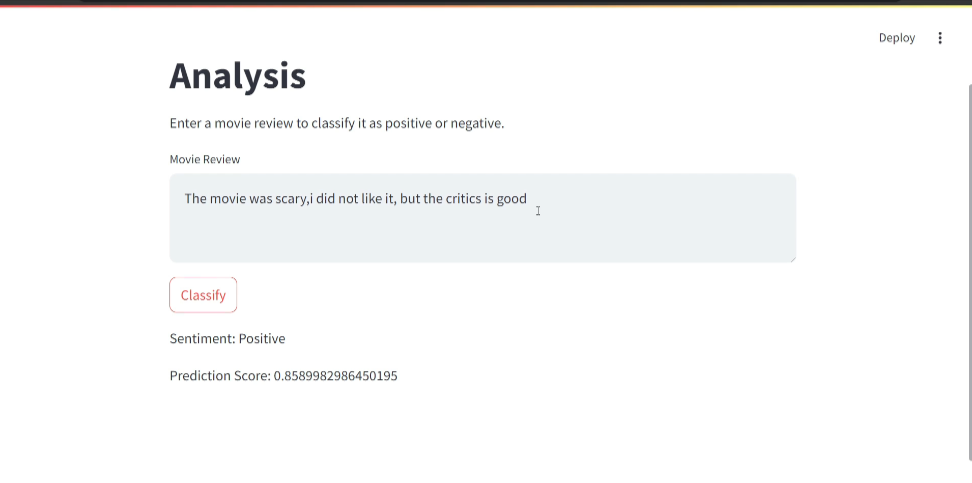 Deploy
Analysis
Enter a movie review to classify it as positive or negative.
Movie Review
The movie was scary,i did not like it, but the critics is good
Classify
Sentiment: Positive
Prediction Score: 0.8589982986450195